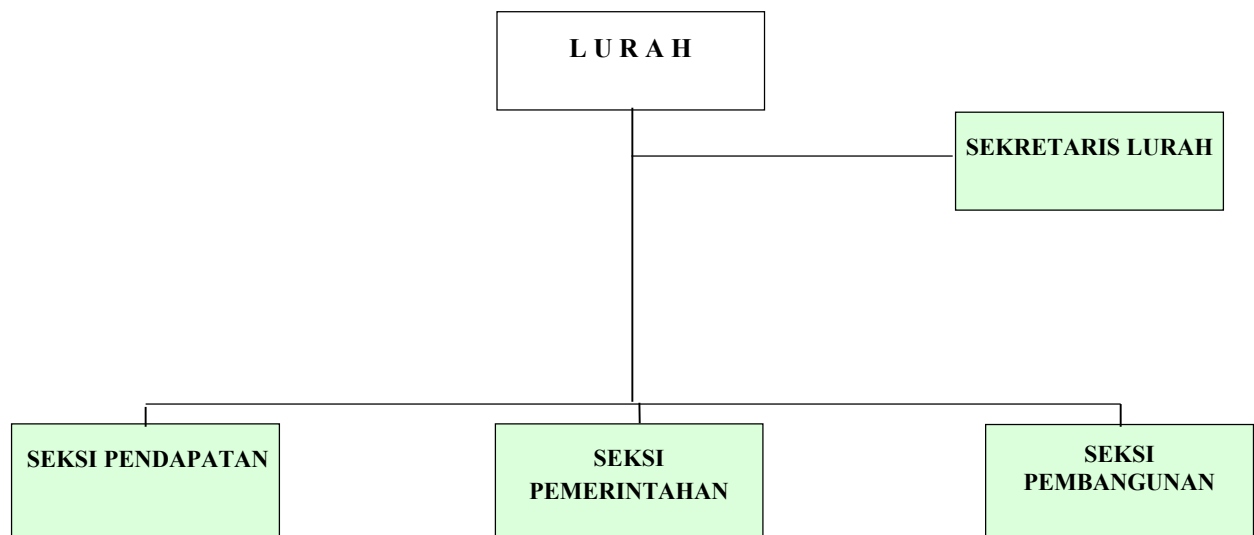 L U R A H
SEKRETARIS LURAH
SEKSI PENDAPATAN
SEKSI
PEMERINTAHAN
SEKSI
PEMBANGUNAN